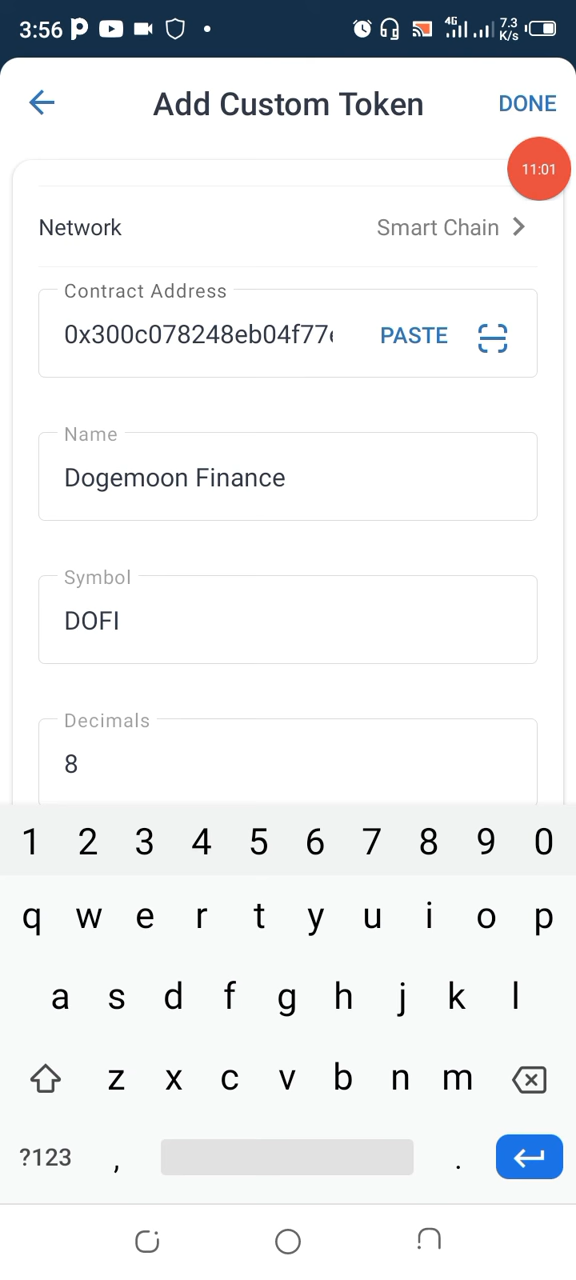 3:56
4G
7.3
K/s
Add Custom Token
DONE
11:01
Network
Smart Chain
Contract Address
0x300c078248eb04f77
PASTE
Name
Dogemoon Finance
Symbol
DOFI
Decimals
8
1 2 3 4 5 6 7 8 9 0
q w e r t y u i o p
a s d f g h j k l
z x c v b n m
?123 , .